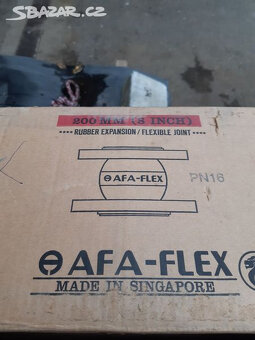 SBAZAR.CZ
200 MM (8 INCH)
•••• RUBBER EXPANSION / FLEXIBLE JOINT ••••
AFA-FLEX
PN16
AFA-FLEX
MADE IN SINGAPORE